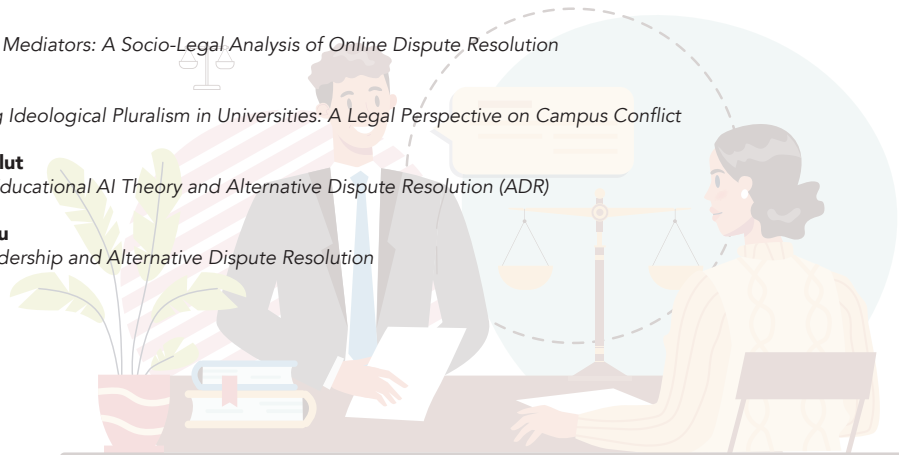 Mediators: A Socio-Legal Analysis of Online Dispute Resolution
Ideological Pluralism in Universities: A Legal Perspective on Campus Conflict
lut
ducational AI Theory and Alternative Dispute Resolution (ADR)
u
dership and Alternative Dispute Resolution